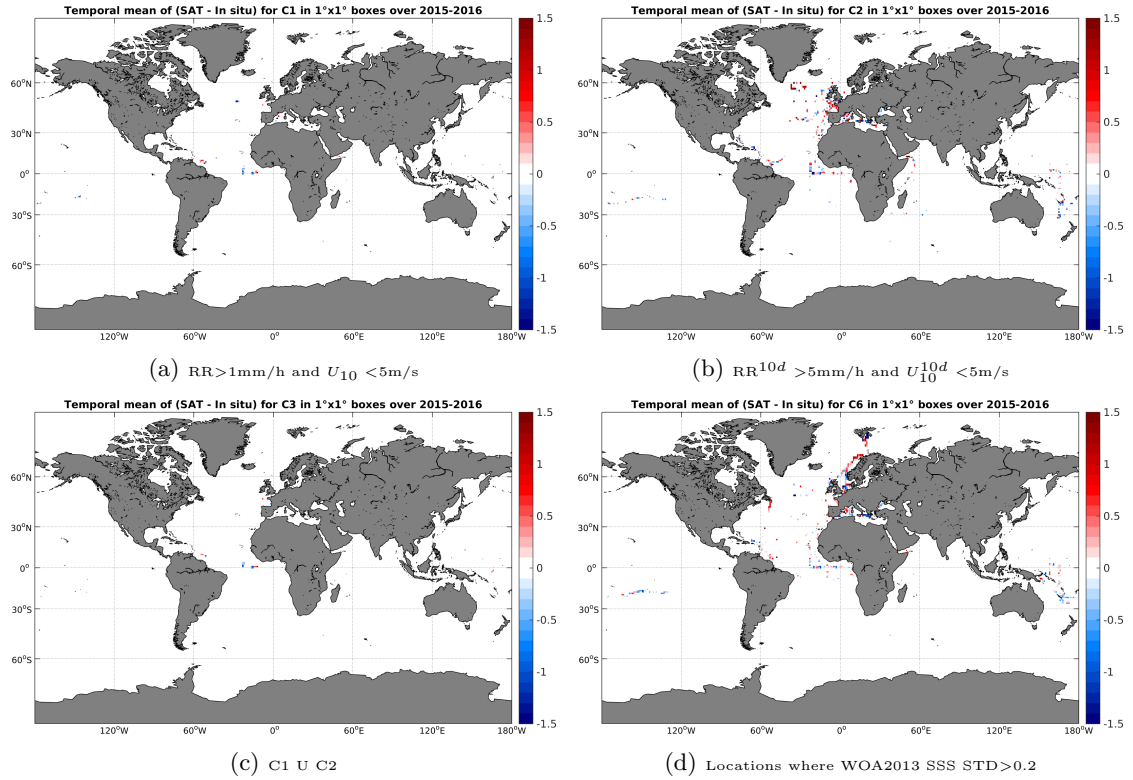 Temporal mean of (SAT - In situ) for C1 in 1°x1° boxes over 2015-2016
1.5
60°N
1
30°N
0.5
0°
0
30°S
-0.5
60°S
-1
-1.5
120°W 60°W 0° 60°E 120°E 180°W
(a) RR>1mm/h and U10 <5m/s
Temporal mean of (SAT - In situ) for C2 in 1°x1° boxes over 2015-2016
1.5
60°N
1
30°N
0.5
0°
0
30°S
-0.5
60°S
-1
-1.5
120°W 60°W 0° 60°E 120°E 180°W
(b) RR^10d >5mm/h and U10^10d <5m/s
Temporal mean of (SAT - In situ) for C3 in 1°x1° boxes over 2015-2016
1.5
60°N
1
30°N
0.5
0°
0
30°S
-0.5
60°S
-1
-1.5
120°W 60°W 0° 60°E 120°E 180°W
(c) C1 U C2
Temporal mean of (SAT - In situ) for C6 in 1°x1° boxes over 2015-2016
1.5
60°N
1
30°N
0.5
0°
0
30°S
-0.5
60°S
-1
-1.5
120°W 60°W 0° 60°E 120°E 180°W
(d) Locations where WOA2013 SSS STD>0.2